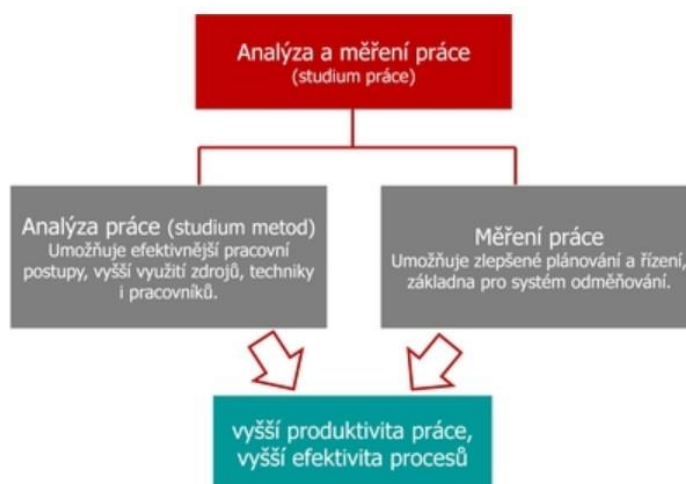 Analýza a měření práce
(studium práce)
Analýza práce (studium metod)
Umožňuje efektivnější pracovní
postupy, vyšší využití zdrojů, techniky
i pracovníků.
Měření práce
Umožňuje zlepšené plánování a řízení,
základna pro systém odměňování.
vyšší produktivita práce,
vyšší efektivita procesů